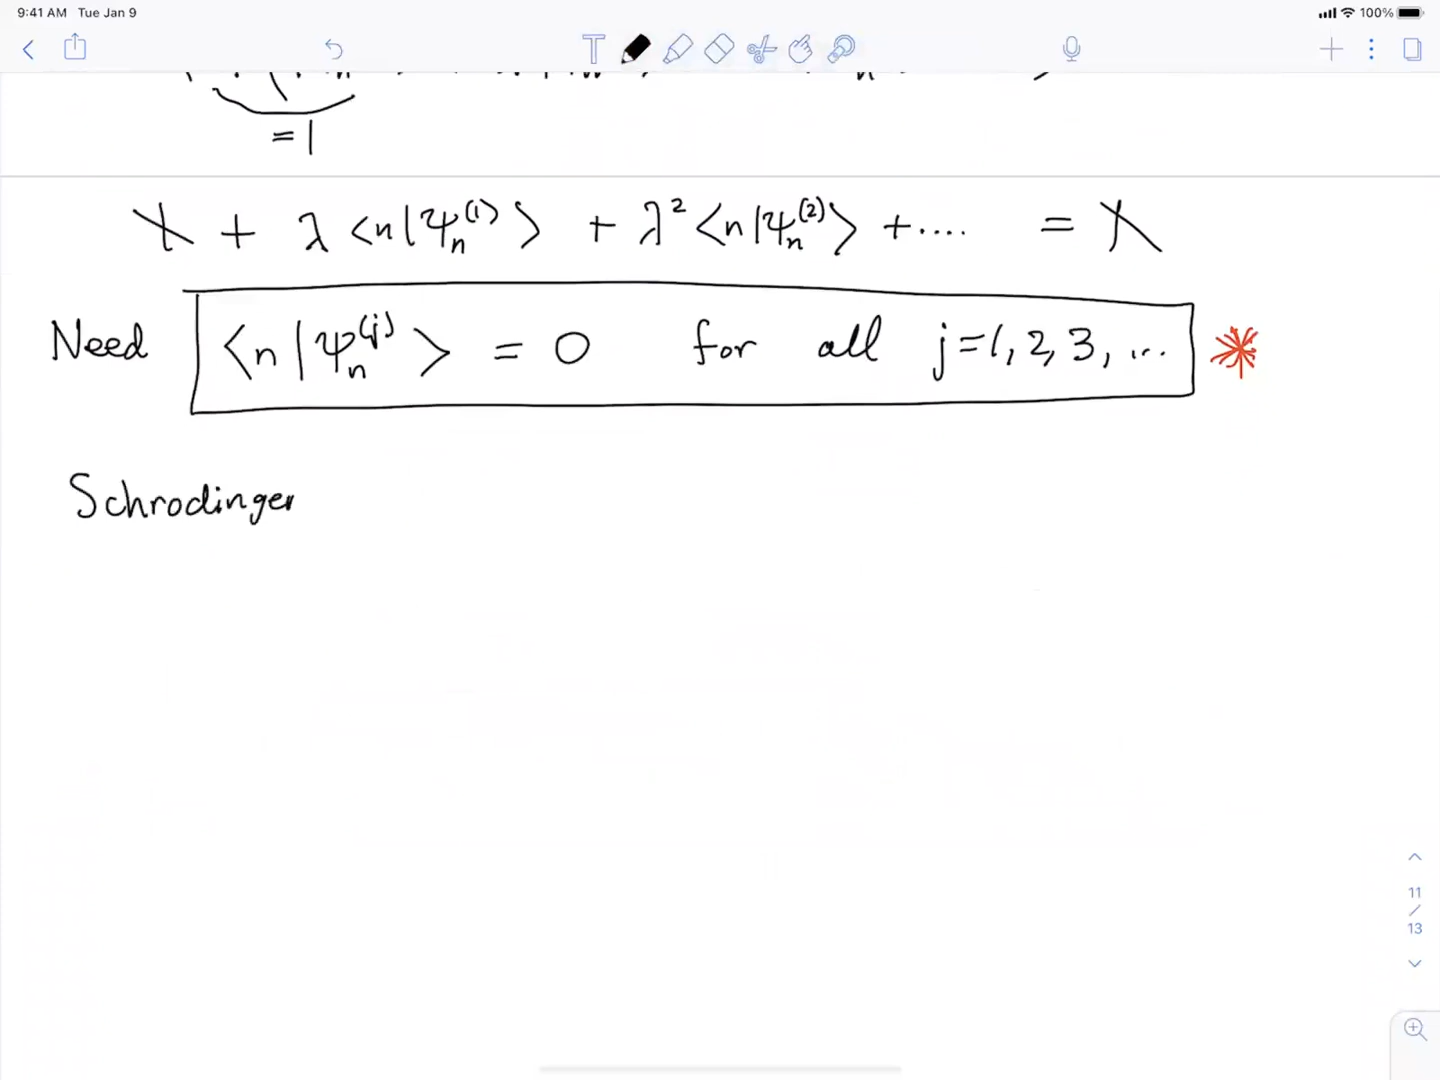 9:41 AM Tue Jan 9 100%
= 1
1 + λ <n|ψₙ⁽¹⁾> + λ² <n|ψₙ⁽²⁾> + .... = 1
Need <n|ψₙ⁽ʲ⁾> = 0 for all j=1, 2, 3, ... *
Schrodinger
11
/
13